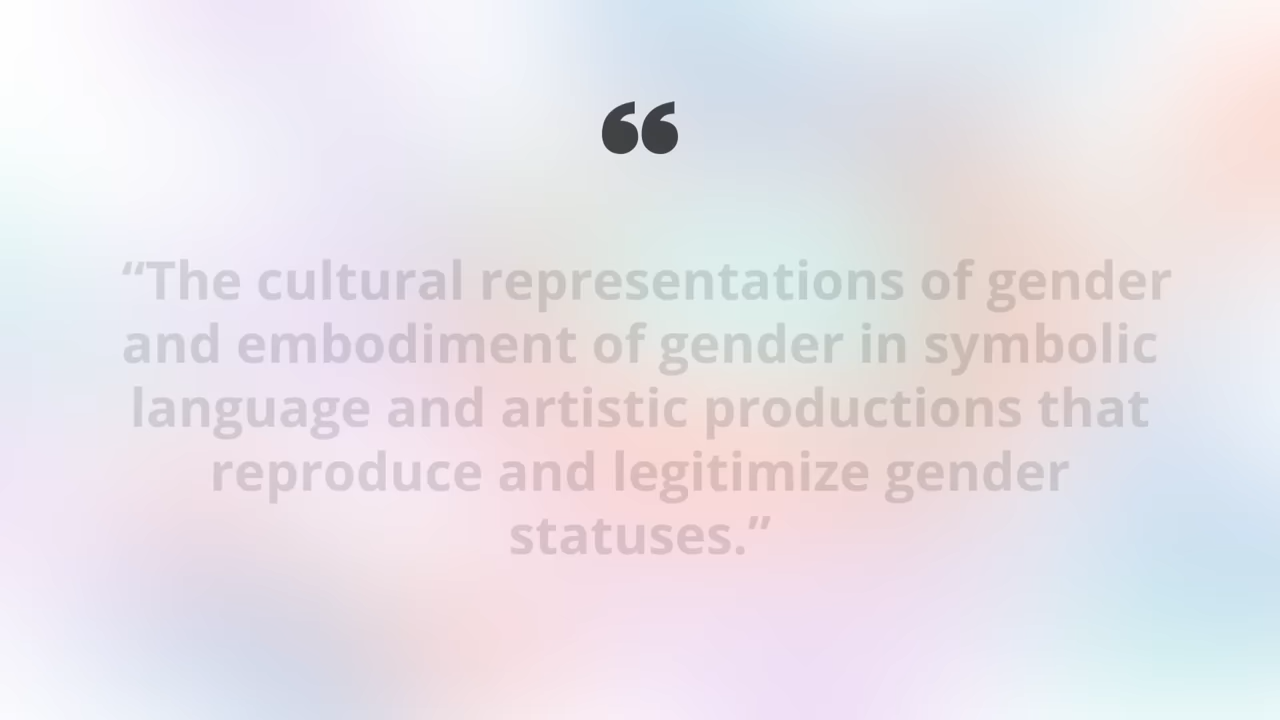 “
“The cultural representations of gender
and embodiment of gender in symbolic
language and artistic productions that
reproduce and legitimize gender
statuses.”